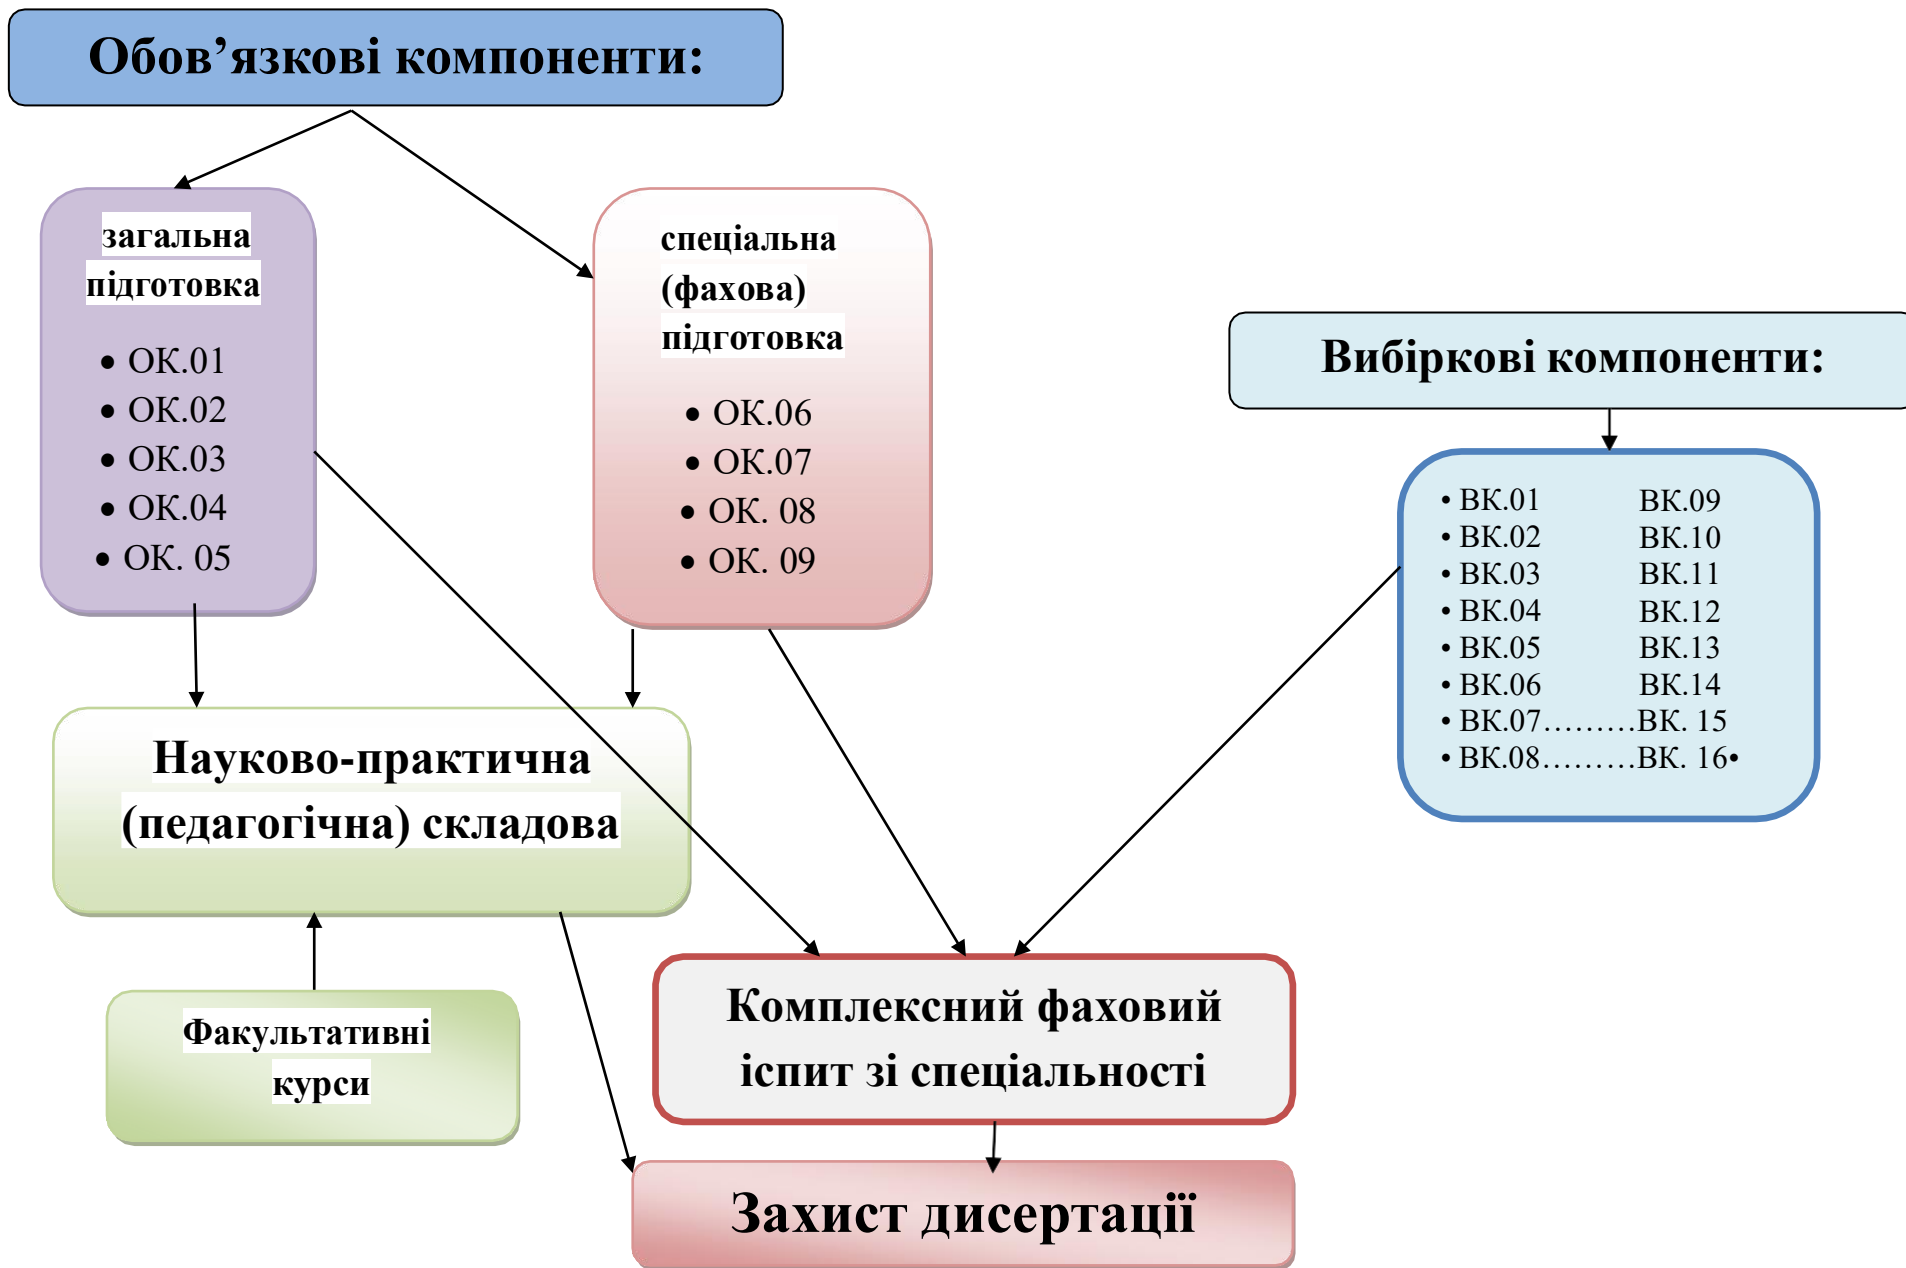 Обов’язкові компоненти:
загальна
підготовка
• ОК.01
• ОК.02
• ОК.03
• ОК.04
• ОК. 05
спеціальна
(фахова)
підготовка
• ОК.06
• ОК.07
• ОК. 08
• ОК. 09
Вибіркові компоненти:
• ВК.01 ВК.09
• ВК.02 ВК.10
• ВК.03 ВК.11
• ВК.04 ВК.12
• ВК.05 ВК.13
• ВК.06 ВК.14
• ВК.07………ВК. 15
• ВК.08………ВК. 16•
Науково-практична
(педагогічна) складова
Факультативні
курси
Комплексний фаховий
іспит зі спеціальності
Захист дисертації